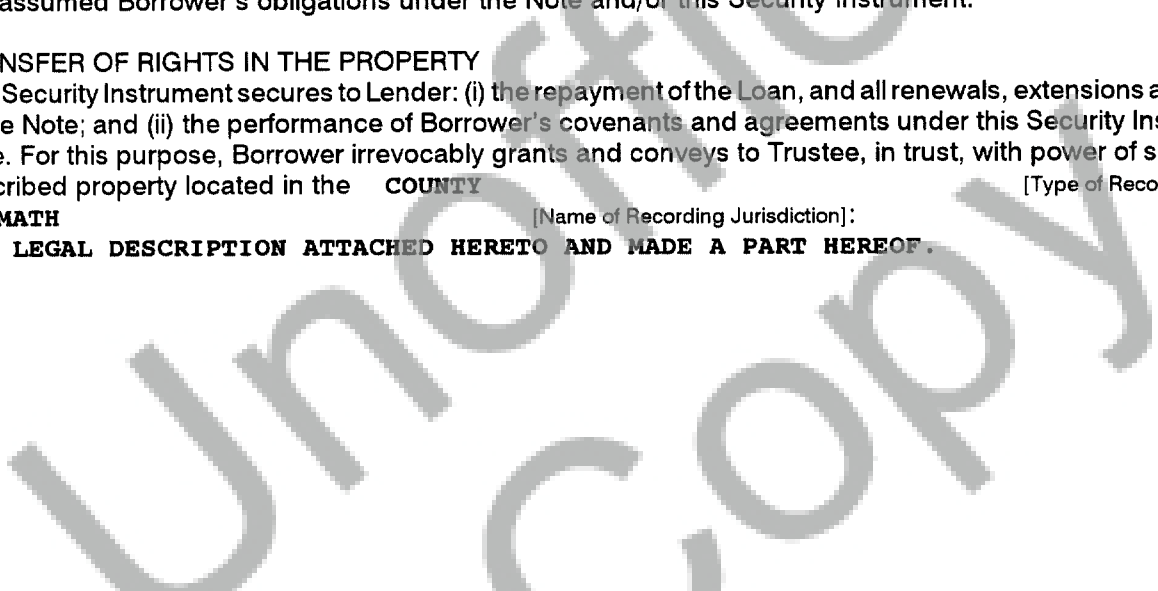 assumed Borrower's obligations under the Note and/or this Security Instrument.
NSFER OF RIGHTS IN THE PROPERTY
Security Instrument secures to Lender: (i) the repayment of the Loan, and all renewals, extensions a
e Note; and (ii) the performance of Borrower's covenants and agreements under this Security Ins
e. For this purpose, Borrower irrevocably grants and conveys to Trustee, in trust, with power of s
cribed property located in the COUNTY [Type of Reco
MATH [Name of Recording Jurisdiction]:
LEGAL DESCRIPTION ATTACHED HERETO AND MADE A PART HEREOF.
Unoffic
Copy